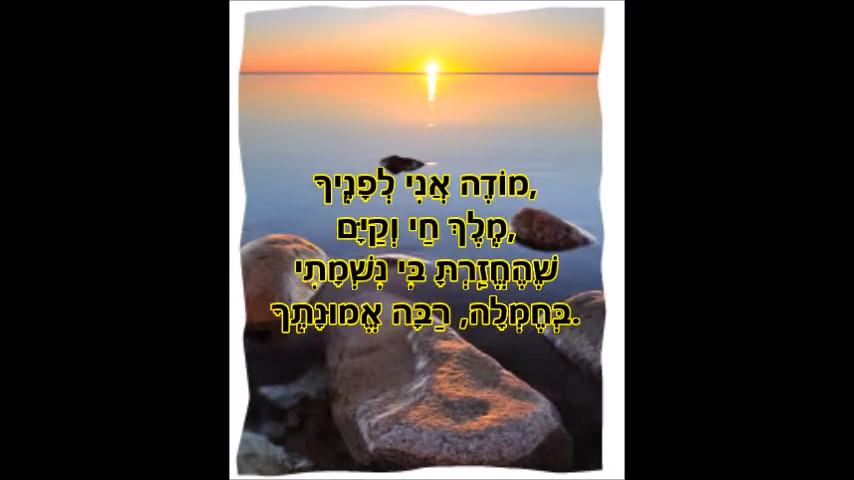 מוֹדֶה אֲנִי לְפָנֶיךָ,
מֶלֶךְ חַי וְקַיָּם,
שֶׁהֶחֱזַרְתָּ בִּי נִשְׁמָתִי
בְּחֶמְלָה, רַבָּה אֱמוּנָתֶךָ.